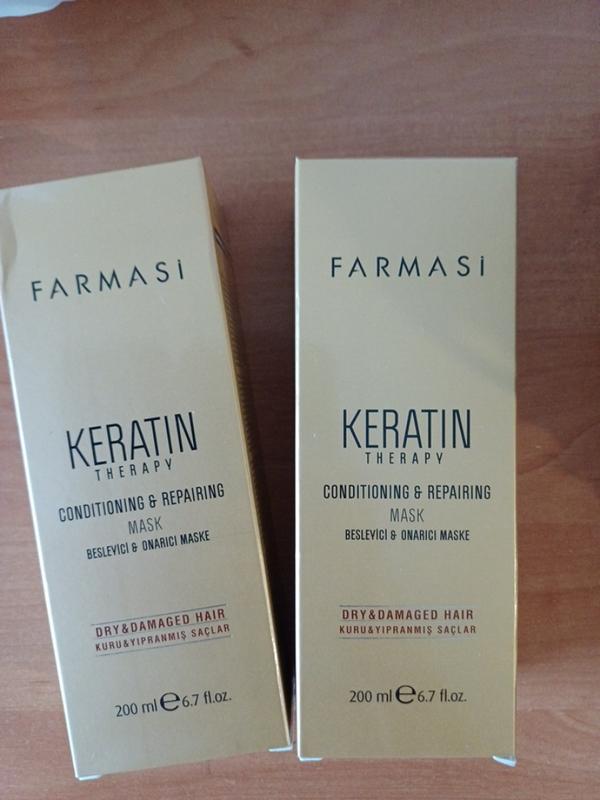 FARMASi
KERATIN
THERAPY
CONDITIONING & REPAIRING
MASK
BESLEYİCİ & ONARICI MASKE
DRY&DAMAGED HAIR
KURU&YIPRANMIŞ SAÇLAR
200 ml e 6.7 fl.oz.
FARMASi
KERATIN
THERAPY
CONDITIONING & REPAIRING
MASK
BESLEYİCİ & ONARICI MASKE
DRY&DAMAGED HAIR
KURU&YIPRANMIŞ SAÇLAR
200 ml e 6.7 fl.oz.